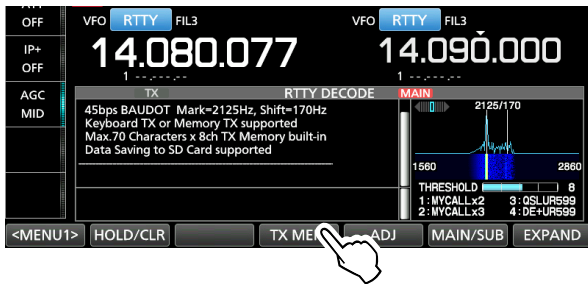 OFF
IP+
OFF
AGC
MID
VFO RTTY FIL3
14.080.077
1 --.---.--
VFO RTTY FIL3
14.090.000
1 --.---.--
TX RTTY DECODE MAIN
45bps BAUDOT Mark=2125Hz, Shift=170Hz
Keyboard TX or Memory TX supported
Max.70 Characters x 8ch TX Memory built-in
Data Saving to SD Card supported
2125/170
1560 2860
THRESHOLD 8
1:MYCALLx2 3:QSLUR599
2:MYCALLx3 4:DE+UR599
<MENU1> HOLD/CLR TX ADJ MAIN/SUB EXPAND